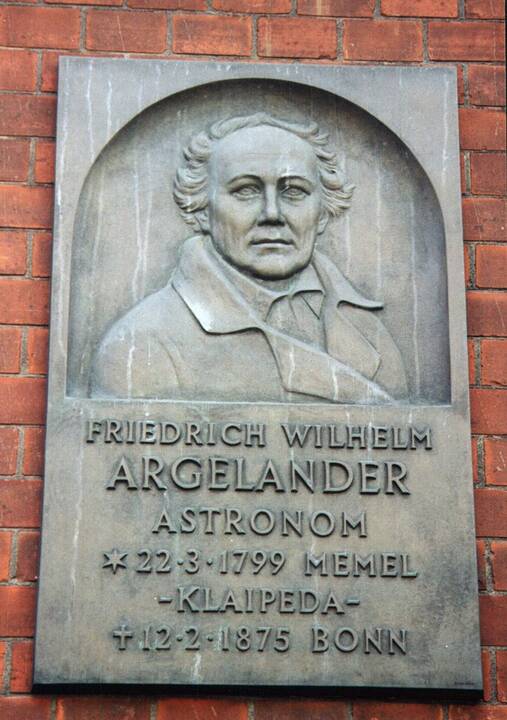 FRIEDRICH WILHELM
ARGELANDER
ASTRONOM
* 22·3·1799 MEMEL
-KLAIPEDA-
† 12·2·1875 BONN